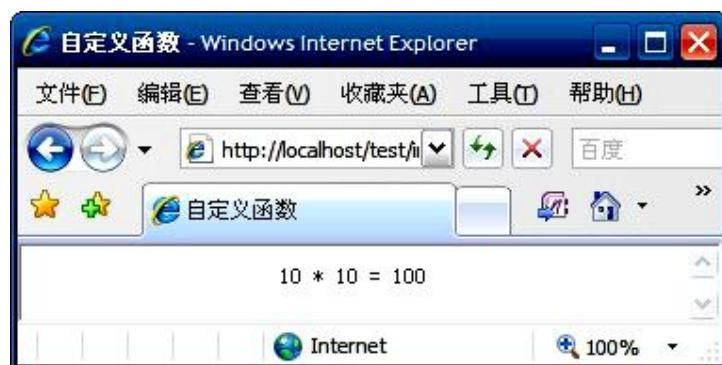 自定义函数 - Windows Internet Explorer
文件(F) 编辑(E) 查看(V) 收藏夹(A) 工具(T) 帮助(H)
http://localhost/test/i 百度
自定义函数
10 * 10 = 100
Internet 100%